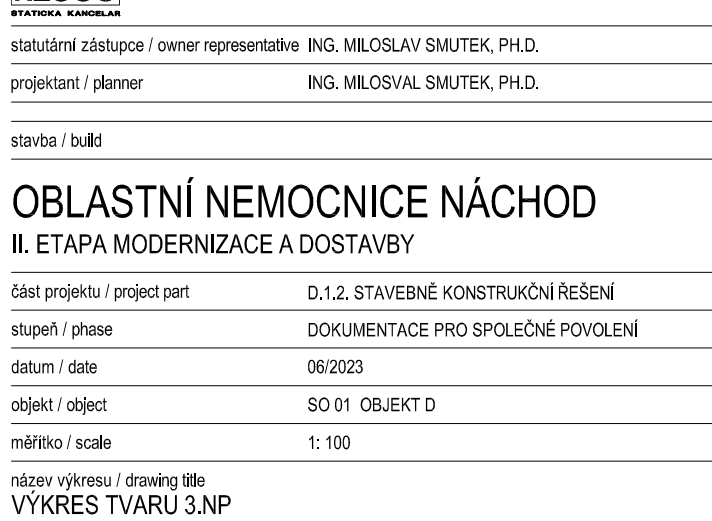 STATICKÁ KANCELÁŘ
statutární zástupce / owner representative ING. MILOSLAV SMUTEK, PH.D.
projektant / planner ING. MILOSVAL SMUTEK, PH.D.
stavba / build
OBLASTNÍ NEMOCNICE NÁCHOD
II. ETAPA MODERNIZACE A DOSTAVBY
část projektu / project part D.1.2. STAVEBNĚ KONSTRUKČNÍ ŘEŠENÍ
stupeň / phase DOKUMENTACE PRO SPOLEČNÉ POVOLENÍ
datum / date 06/2023
objekt / object SO 01 OBJEKT D
měřítko / scale 1: 100
název výkresu / drawing title
VÝKRES TVARU 3.NP